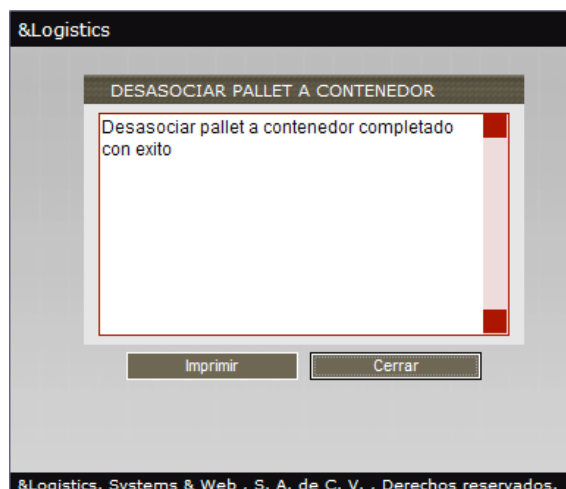 &Logistics
DESASOCIAR PALLET A CONTENEDOR
Desasociar pallet a contenedor completado
con exito
Imprimir
Cerrar
&Logistics, Systems & Web , S. A. de C. V. , Derechos reservados.